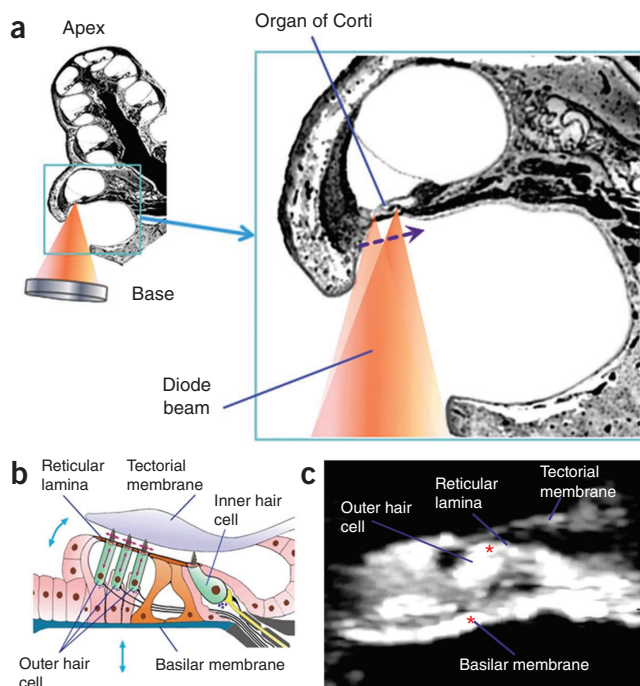 a
Apex
Organ of Corti
Base
Diode
beam
b
Reticular
lamina
Tectorial
membrane
Inner hair
cell
Outer hair
cell
Basilar membrane
c
Reticular
lamina
Tectorial
membrane
Outer hair
cell
*
*
Basilar membrane